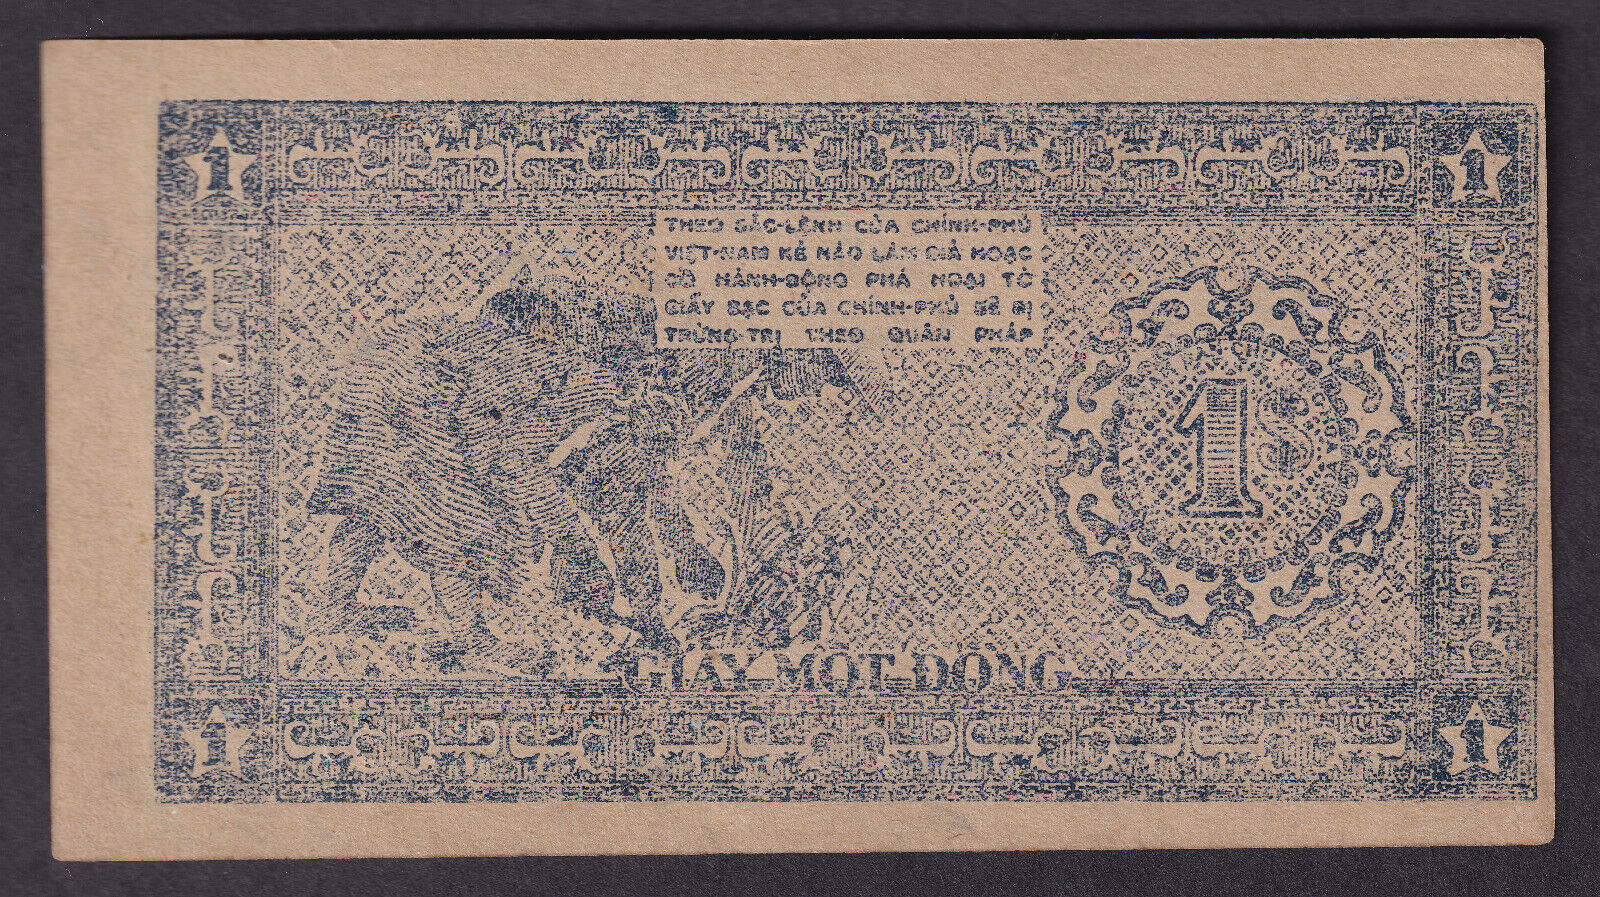 1
1
THEO SẮC-LỆNH CỦA CHÍNH-PHỦ
VIỆT-NAM KẺ NÀO LÀM GIẢ HOẶC
CÓ HÀNH-ĐỘNG PHÁ HOẠI TỜ
GIẤY BẠC CỦA CHÍNH-PHỦ SẼ BỊ
TRỪNG-TRỊ THEO QUÂN PHÁP
1$
GIẤY MỘT ĐỒNG
1
1